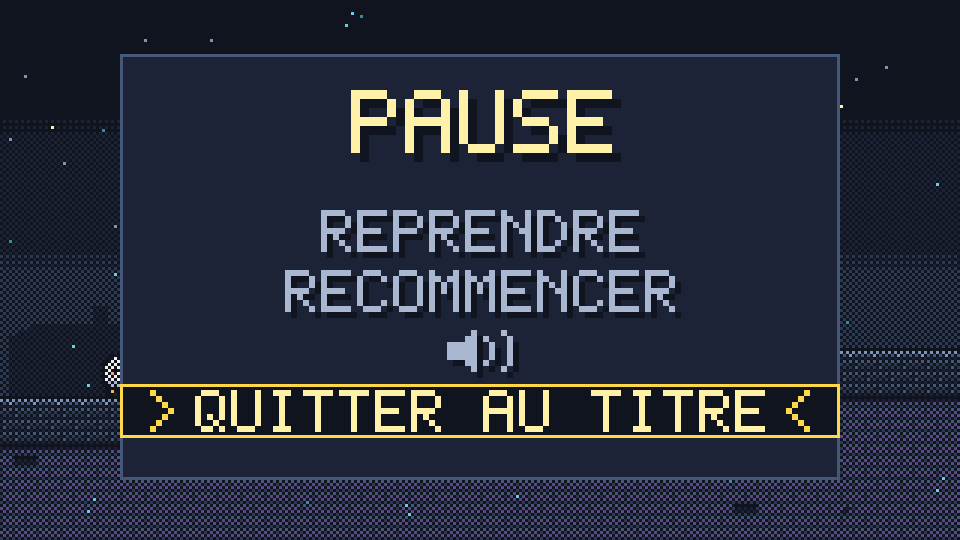 PAUSE
REPRENDRE
RECOMMENCER
> QUITTER AU TITRE <